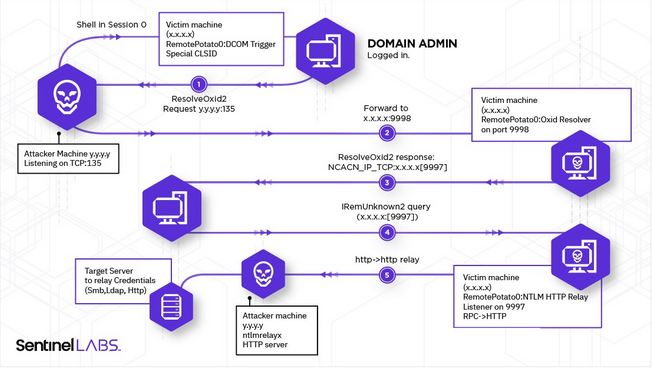 Shell in Session 0
Victim machine
(x.x.x.x)
RemotePotato0:DCOM Trigger
Special CLSID
DOMAIN ADMIN
Logged in.
1
ResolveOxid2
Request y.y.y.y:135
Forward to
x.x.x.x:9998
2
Victim machine
(x.x.x.x)
RemotePotato0:Oxid Resolver
on port 9998
Attacker Machine y.y.y.y
Listening on TCP:135
ResolveOxid2 response:
NCACN_IP_TCP:x.x.x.x[9997]
3
IRemUnknown2 query
(x.x.x.x:[9997])
4
http->http relay
5
Target Server
to relay Credentials
(Smb,Ldap, Http)
Victim machine
(x.x.x.x)
RemotePotato0:NTLM HTTP Relay
Listener on 9997
RPC->HTTP
Attacker machine
y.y.y.y
ntlmrelayx
HTTP server
SentinelLABS.